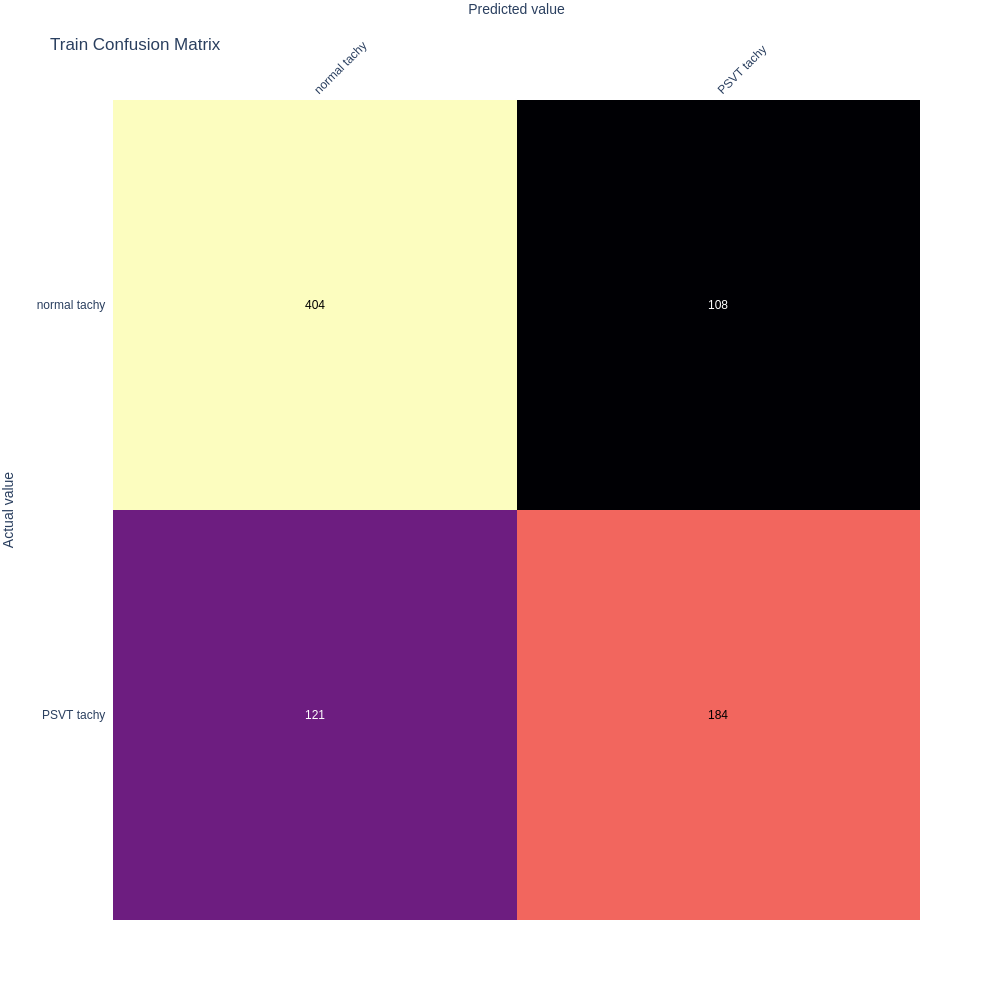 Predicted value
Train Confusion Matrix
normal tachy
PSVT tachy
normal tachy
404
108
Actual value
PSVT tachy
121
184